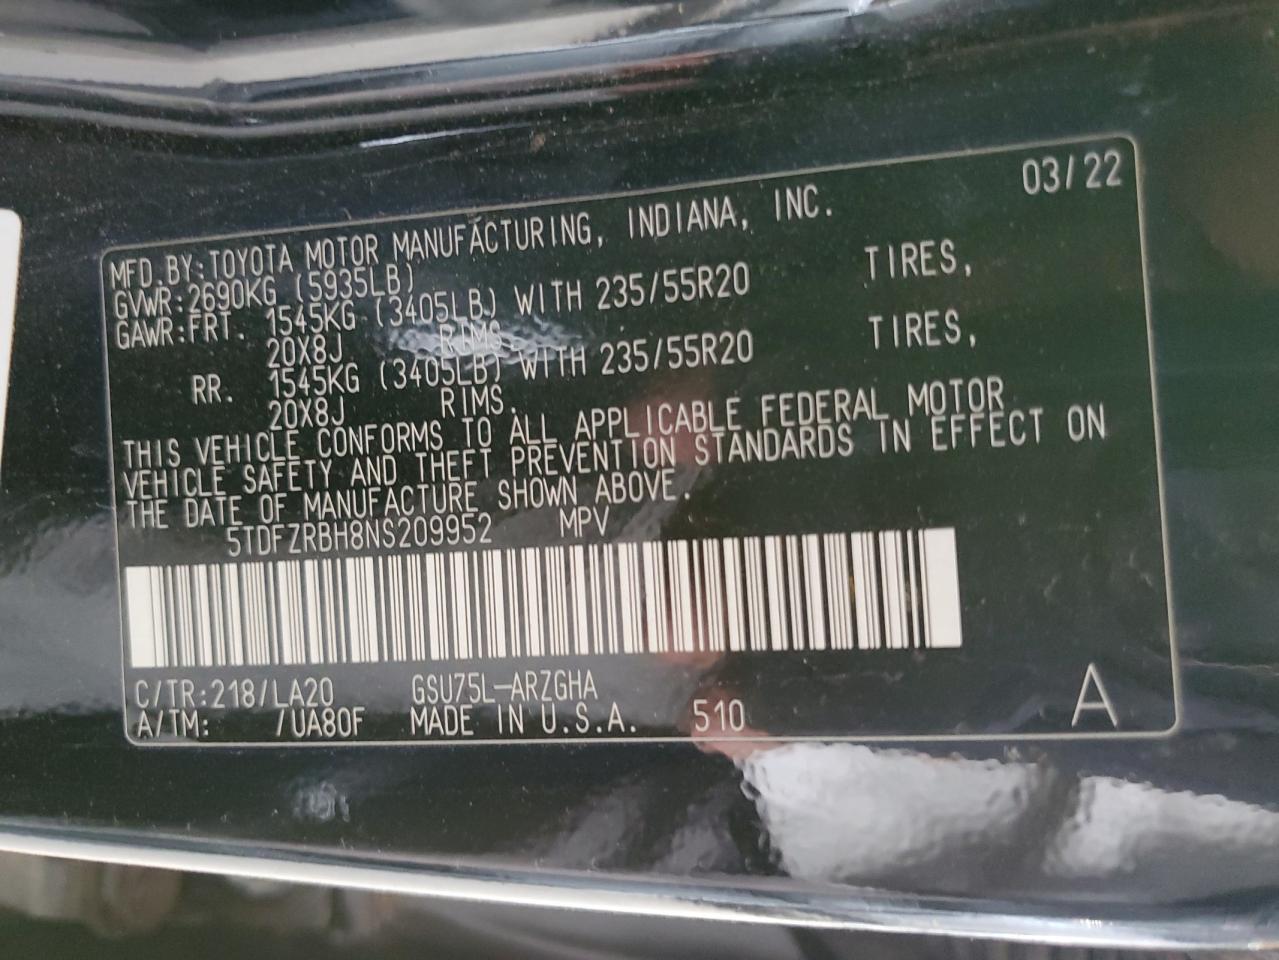 03/22
MFD.BY:TOYOTA MOTOR MANUFACTURING, INDIANA, INC.
GVWR:2690KG (5935LB)
GAWR:FRT. 1545KG (3405LB) WITH 235/55R20 TIRES,
20X8J RIMS.
RR. 1545KG (3405LB) WITH 235/55R20 TIRES,
20X8J RIMS.
THIS VEHICLE CONFORMS TO ALL APPLICABLE FEDERAL MOTOR
VEHICLE SAFETY AND THEFT PREVENTION STANDARDS IN EFFECT ON
THE DATE OF MANUFACTURE SHOWN ABOVE.
5TDFZRBH8NS209952 MPV
C/TR:218/LA20 GSU75L-ARZGHA
A/TM: /UA80F MADE IN U.S.A. 510 A